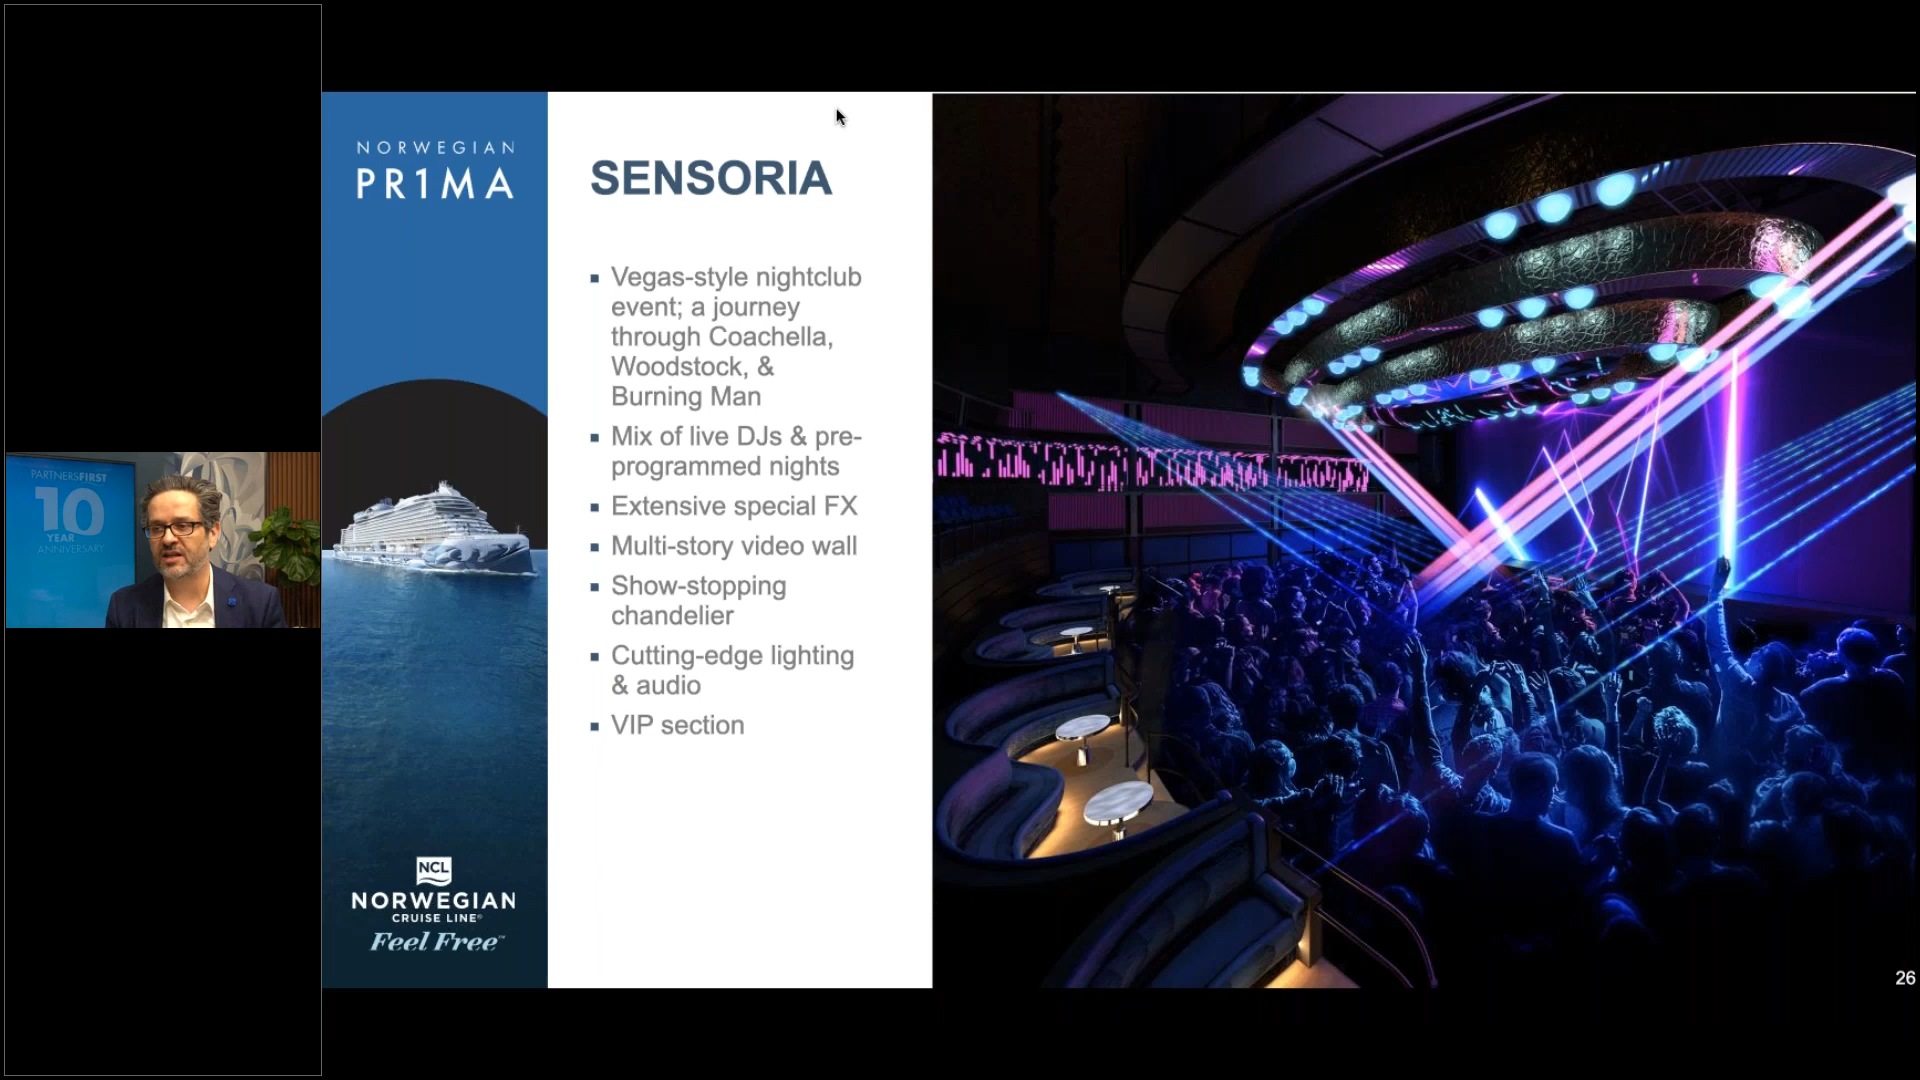 PARTNERSFIRST
10
YEAR
ANNIVERSARY
NORWEGIAN
PR1MA
NCL
NORWEGIAN
CRUISE LINE®
Feel Free™
SENSORIA
▪ Vegas-style nightclub
event; a journey
through Coachella,
Woodstock, &
Burning Man
▪ Mix of live DJs & pre-
programmed nights
▪ Extensive special FX
▪ Multi-story video wall
▪ Show-stopping
chandelier
▪ Cutting-edge lighting
& audio
▪ VIP section
26